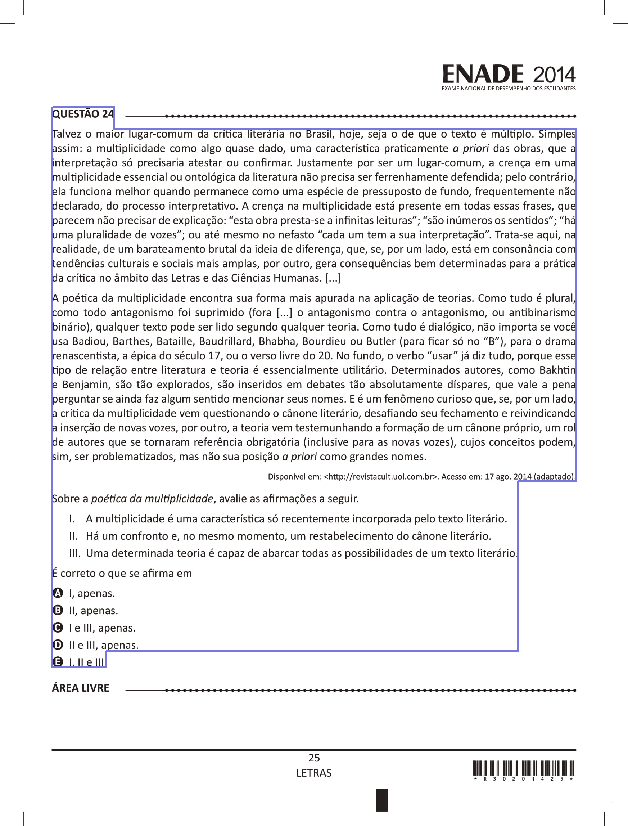 ENADE 2014
EXAME NACIONAL DE DESEMPENHO DOS ESTUDANTES
QUESTÃO 24
Talvez o maior lugar-comum da crítica literária no Brasil, hoje, seja o de que o texto é múltiplo. Simples
assim: a multiplicidade como algo quase dado, uma característica praticamente a priori das obras, que a
interpretação só precisaria atestar ou confirmar. Justamente por ser um lugar-comum, a crença em uma
multiplicidade essencial ou ontológica da literatura não precisa ser ferrenhamente defendida; pelo contrário,
ela funciona melhor quando permanece como uma espécie de pressuposto de fundo, frequentemente não
declarado, do processo interpretativo. A crença na multiplicidade está presente em todas essas frases, que
parecem não precisar de explicação: “esta obra presta-se a infinitas leituras”; “são inúmeros os sentidos”; “há
uma pluralidade de vozes”; ou até mesmo no nefasto “cada um tem a sua interpretação”. Trata-se aqui, na
realidade, de um barateamento brutal da ideia de diferença, que, se, por um lado, está em consonância com
tendências culturais e sociais mais amplas, por outro, gera consequências bem determinadas para a prática
da crítica no âmbito das Letras e das Ciências Humanas. [...]
A poética da multiplicidade encontra sua forma mais apurada na aplicação de teorias. Como tudo é plural,
como todo antagonismo foi suprimido (fora [...] o antagonismo contra o antagonismo, ou antibinarismo
binário), qualquer texto pode ser lido segundo qualquer teoria. Como tudo é dialógico, não importa se você
usa Badiou, Barthes, Bataille, Baudrillard, Bhabha, Bourdieu ou Butler (para ficar só no “B”), para o drama
renascentista, a épica do século 17, ou o verso livre do 20. No fundo, o verbo “usar” já diz tudo, porque esse
tipo de relação entre literatura e teoria é essencialmente utilitário. Determinados autores, como Bakhtin
e Benjamin, são tão explorados, são inseridos em debates tão absolutamente díspares, que vale a pena
perguntar se ainda faz algum sentido mencionar seus nomes. E é um fenômeno curioso que, se, por um lado,
a crítica da multiplicidade vem questionando o cânone literário, desafiando seu fechamento e reivindicando
a inserção de novas vozes, por outro, a teoria vem testemunhando a formação de um cânone próprio, um rol
de autores que se tornaram referência obrigatória (inclusive para as novas vozes), cujos conceitos podem,
sim, ser problematizados, mas não sua posição a priori como grandes nomes.
Disponível em: <http://revistacult.uol.com.br>. Acesso em: 17 ago. 2014 (adaptado).
Sobre a poética da multiplicidade, avalie as afirmações a seguir.
I. A multiplicidade é uma característica só recentemente incorporada pelo texto literário.
II. Há um confronto e, no mesmo momento, um restabelecimento do cânone literário.
III. Uma determinada teoria é capaz de abarcar todas as possibilidades de um texto literário.
É correto o que se afirma em
A I, apenas.
B II, apenas.
C I e III, apenas.
D II e III, apenas.
E I, II e III.
ÁREA LIVRE
25
LETRAS
* R 3 0 2 0 1 4 2 5 *